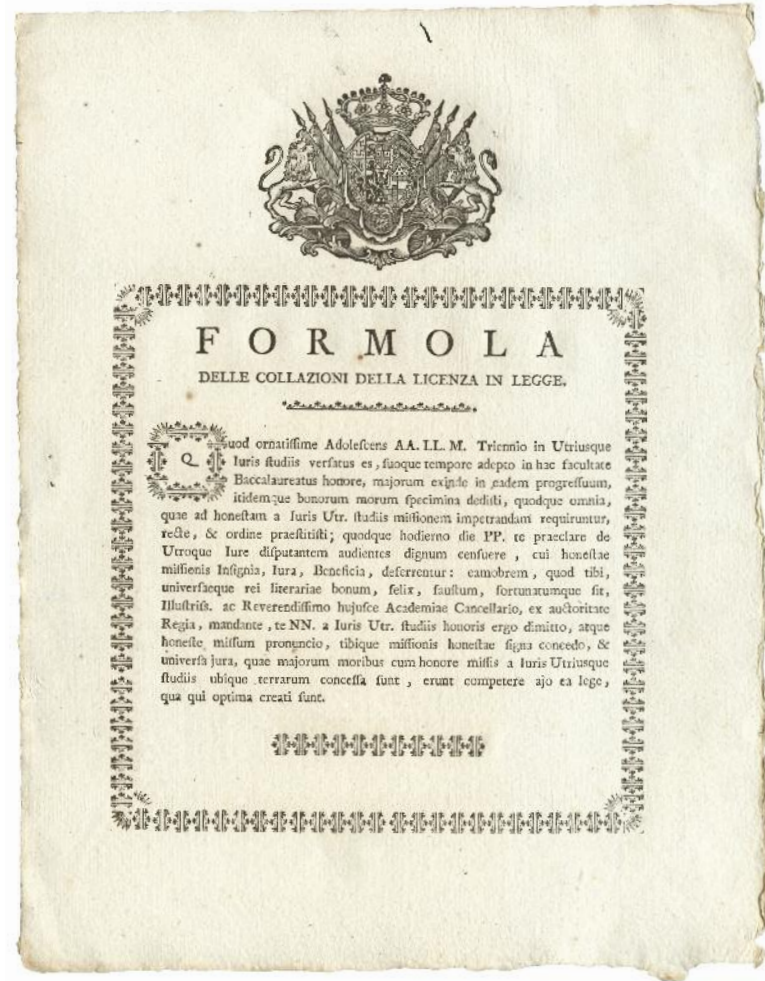 FORMOLA
DELLE COLLAZIONI DELLA LICENZA IN LEGGE.
Quod ornatiſſime Adoleſcens AA. LL. M. Triennio in Utriusque
Iuris ſtudiis verſatus es, ſuoque tempore adepto in hac facultate
Baccalaureatus honore, majorum exinde in eadem progreſſuum,
itidemque bonorum morum ſpecimina dediſti, quodque omnia,
quae ad honeſtam a Iuris Utr. ſtudiis miſſionem impetrandam requiruntur,
recte, & ordine praeſtitiſti; quodque hodierno die PP. te praeclare de
Utroque Iure diſputantem audientes dignum cenſuere, cui honeſtae
miſſionis Inſignia, Iura, Beneficia, deferrentur: eamobrem, quod tibi,
univerſaeque rei literariae bonum, felix, fauſtum, fortunatumque ſit,
Illuſtriſs. ac Reverendiſſimo hujuſce Academiae Cancellario, ex auctoritate
Regia, mandante, te NN. a Iuris Utr. ſtudiis honoris ergo dimitto, atque
honeſte miſſum pronuncio, tibique miſſionis honeſtae ſigna concedo, &
univerſa jura, quae majorum moribus cum honore miſſis a Iuris Utriusque
ſtudiis ubique terrarum conceſſa ſunt, erunt competere ajo ea lege,
qua qui optima creati ſunt.